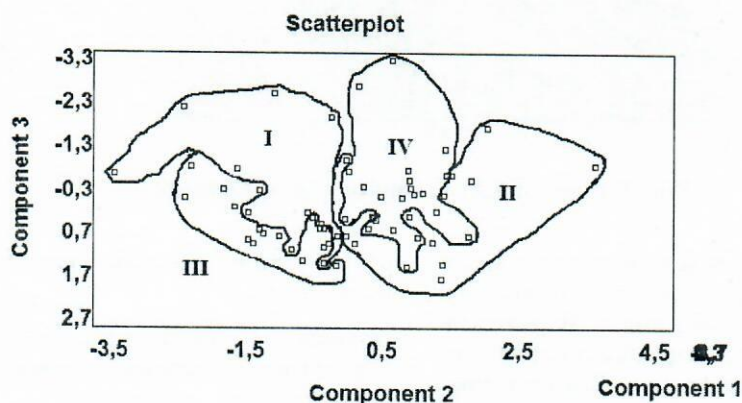 Scatterplot
-3,3
-2,3
-1,3
-0,3
0,7
1,7
2,7
Component 3
I
IV
II
III
-3,5 -1,5 0,5 2,5 4,5
Component 2 Component 1